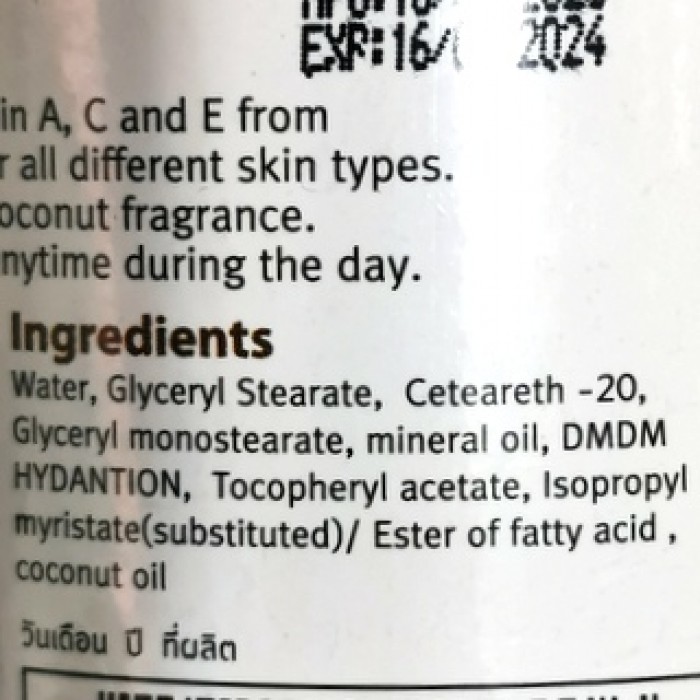 EXP:16/ 2024
in A, C and E from
r all different skin types.
oconut fragrance.
nytime during the day.
Ingredients
Water, Glyceryl Stearate, Ceteareth -20,
Glyceryl monostearate, mineral oil, DMDM
HYDANTION, Tocopheryl acetate, Isopropyl
myristate(substituted)/ Ester of fatty acid ,
coconut oil
วันเดือน ปี ที่ผลิต